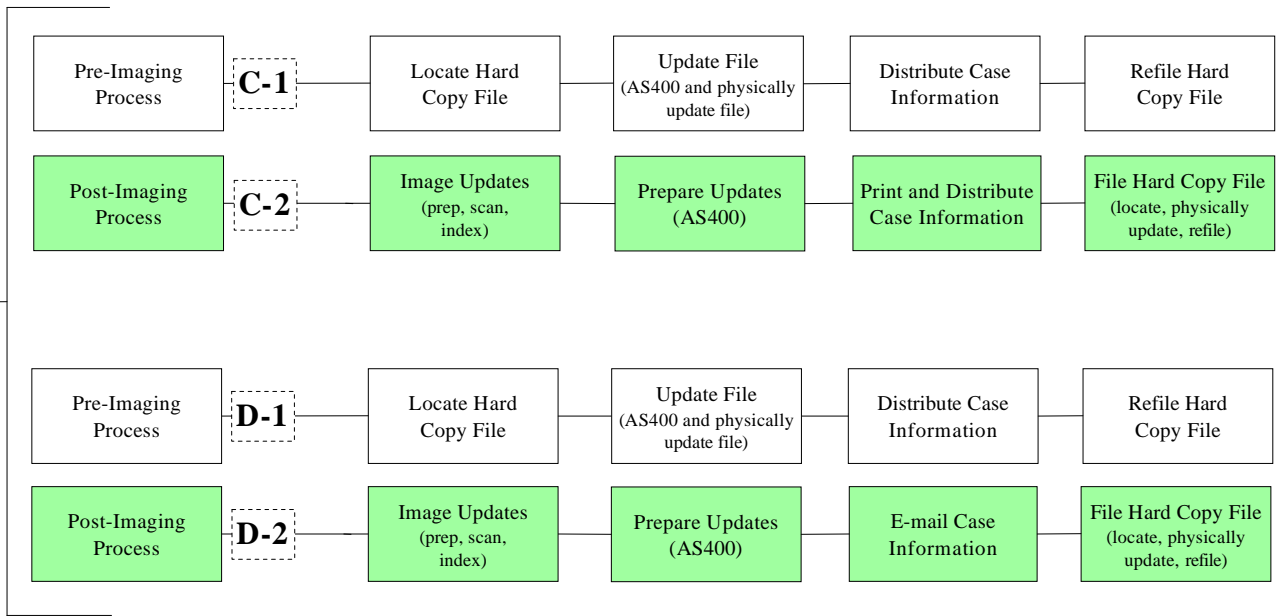 Pre-Imaging
Process
C-1
Locate Hard
Copy File
Update File
(AS400 and physically
update file)
Distribute Case
Information
Refile Hard
Copy File
Post-Imaging
Process
C-2
Image Updates
(prep, scan,
index)
Prepare Updates
(AS400)
Print and Distribute
Case Information
File Hard Copy File
(locate, physically
update, refile)
Pre-Imaging
Process
D-1
Locate Hard
Copy File
Update File
(AS400 and physically
update file)
Distribute Case
Information
Refile Hard
Copy File
Post-Imaging
Process
D-2
Image Updates
(prep, scan,
index)
Prepare Updates
(AS400)
E-mail Case
Information
File Hard Copy File
(locate, physically
update, refile)